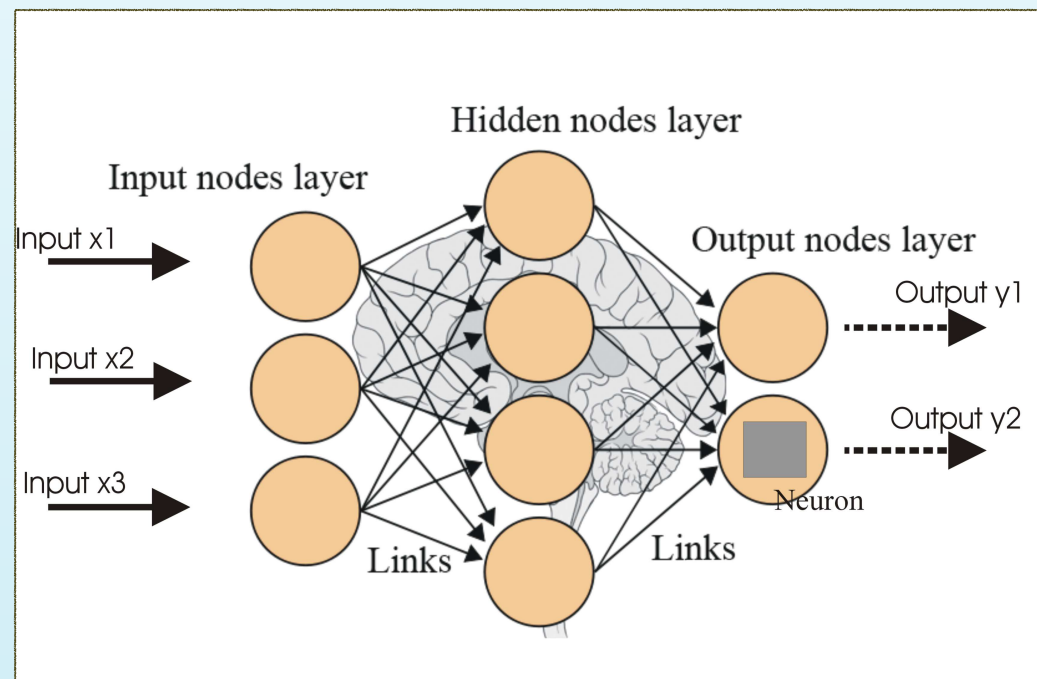 Hidden nodes layer
Input nodes layer
Input x1
Output nodes layer
Output y1
Input x2
Output y2
Input x3
Neuron
Links
Links